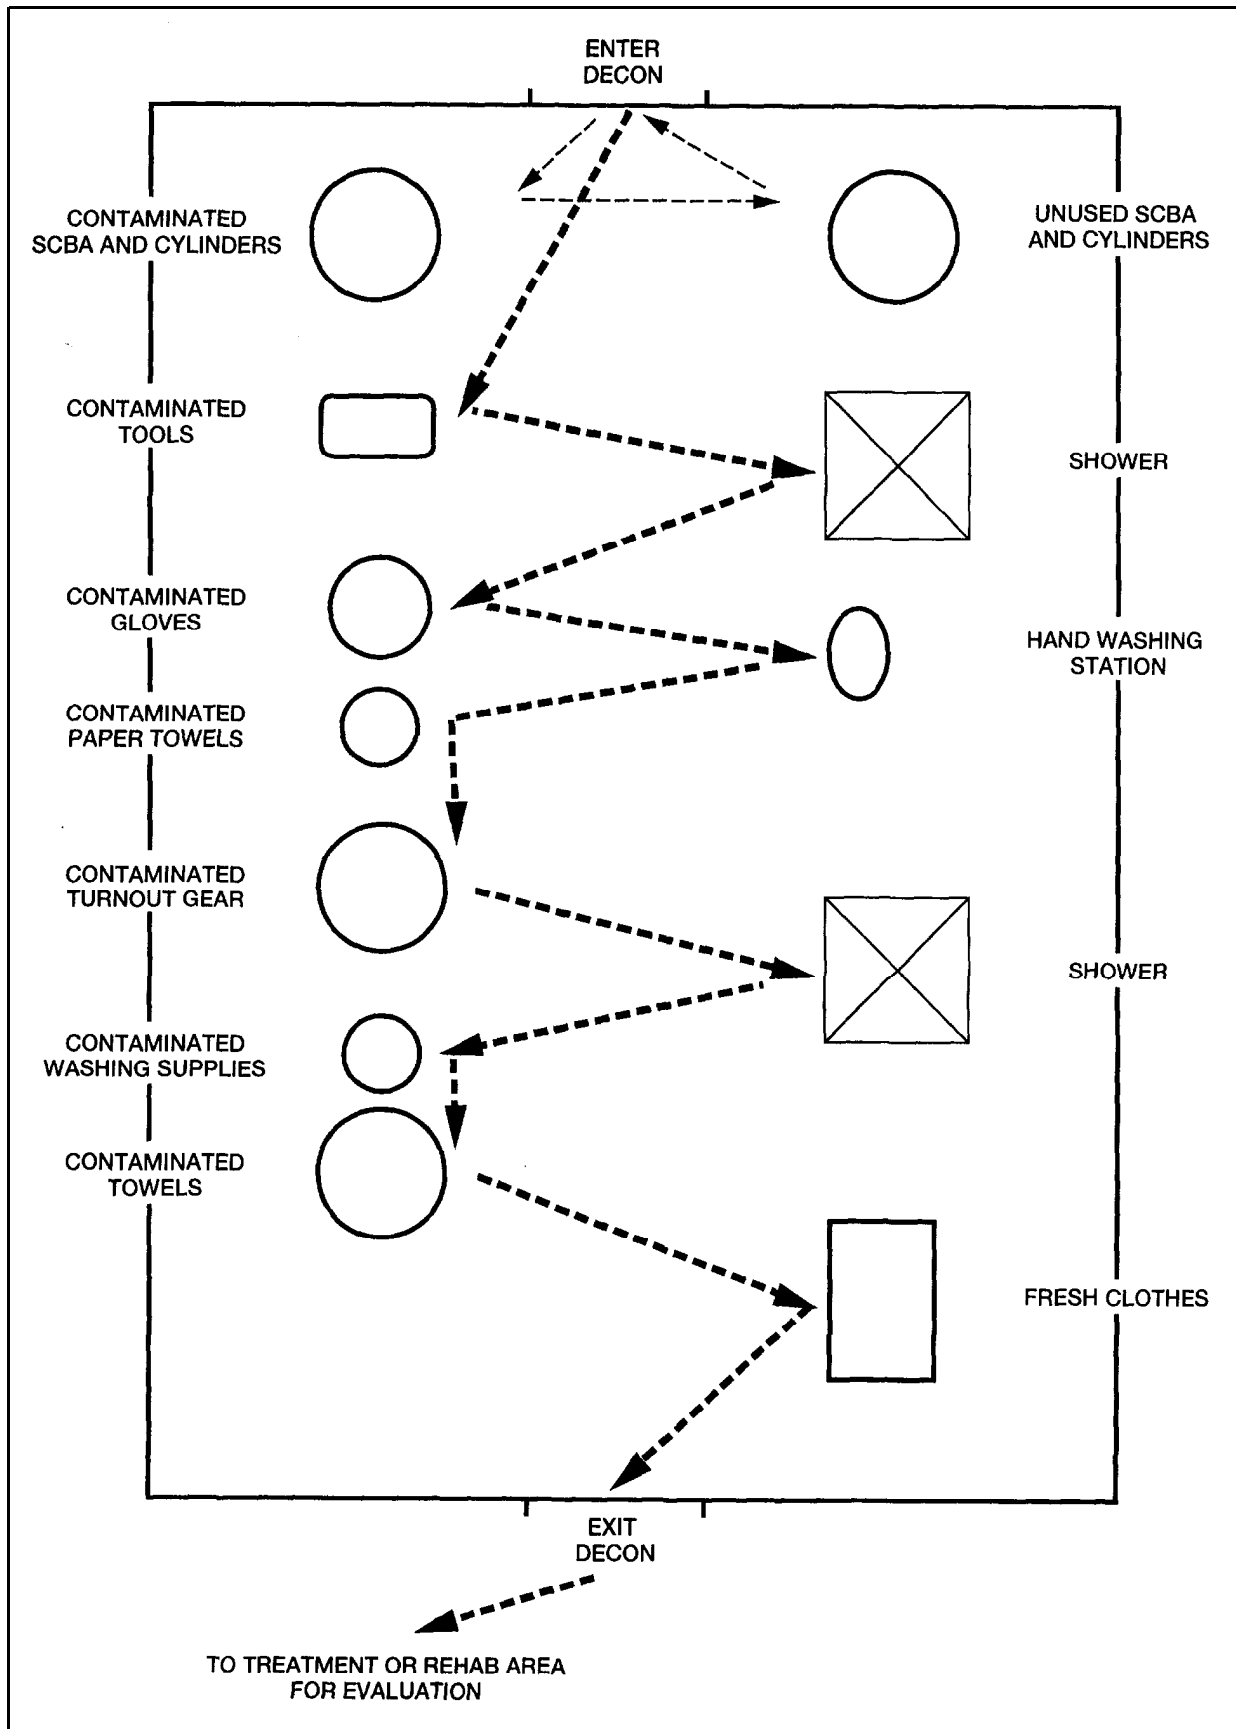 ENTER
DECON
CONTAMINATED
SCBA AND CYLINDERS
UNUSED SCBA
AND CYLINDERS
CONTAMINATED
TOOLS
SHOWER
CONTAMINATED
GLOVES
HAND WASHING
STATION
CONTAMINATED
PAPER TOWELS
CONTAMINATED
TURNOUT GEAR
SHOWER
CONTAMINATED
WASHING SUPPLIES
CONTAMINATED
TOWELS
FRESH CLOTHES
EXIT
DECON
TO TREATMENT OR REHAB AREA
FOR EVALUATION